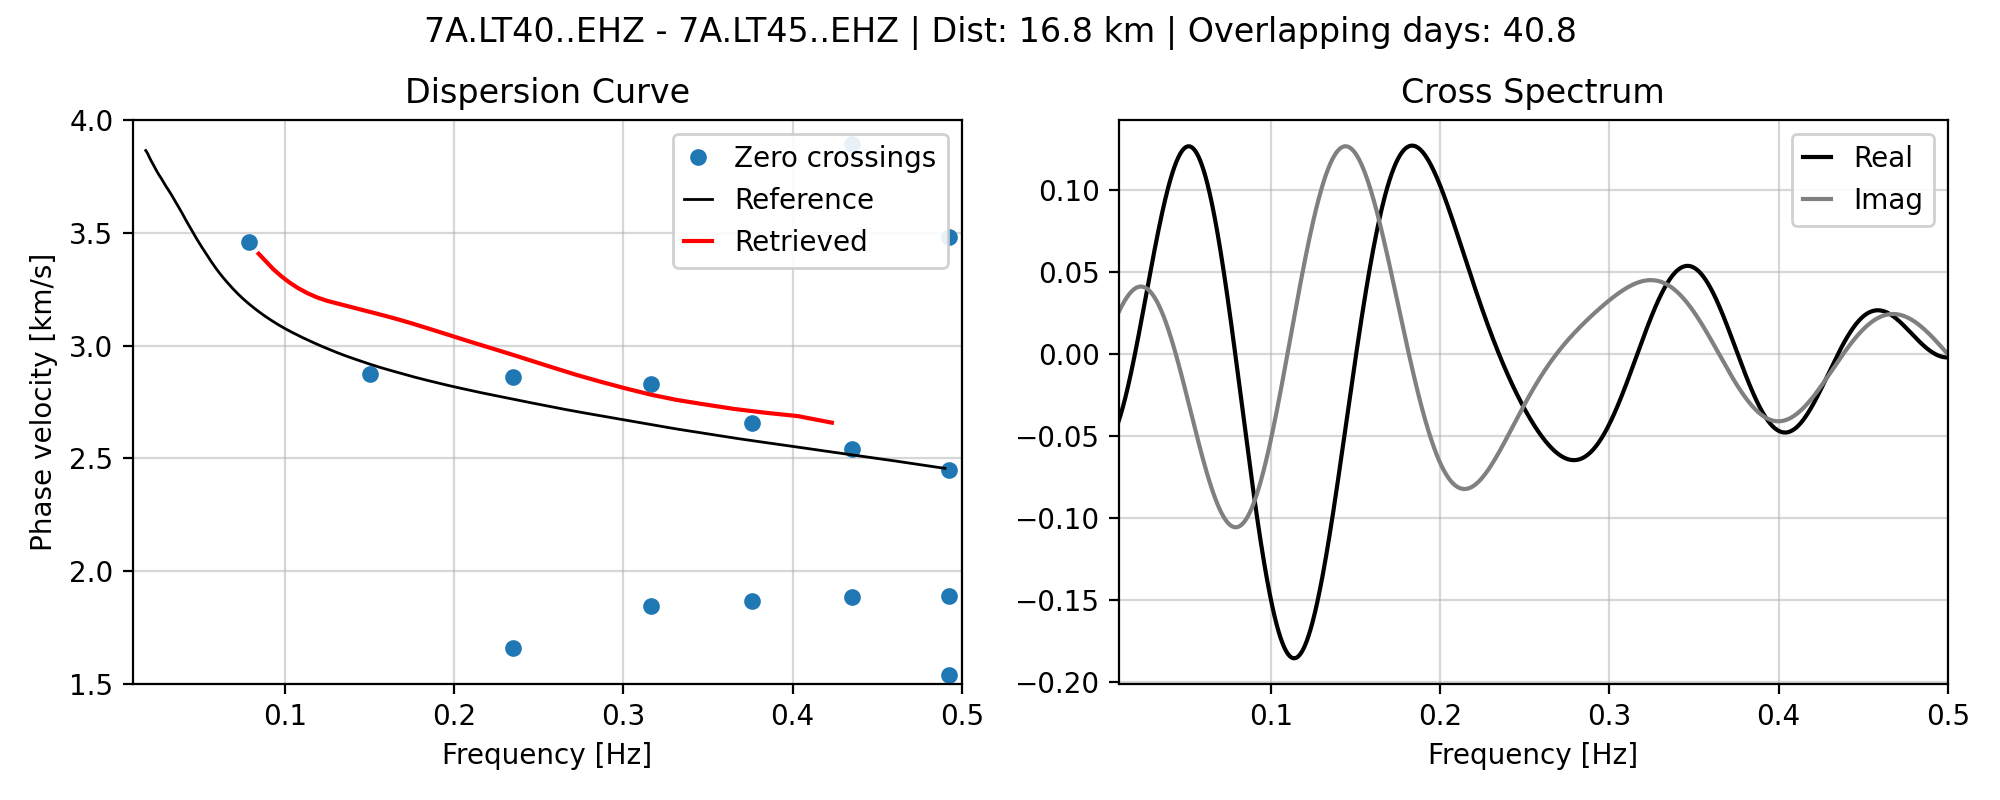 7A.LT40..EHZ - 7A.LT45..EHZ | Dist: 16.8 km | Overlapping days: 40.8
Dispersion Curve
4.0
3.5
3.0
2.5
2.0
1.5
Phase velocity [km/s]
0.1
0.2
0.3
0.4
0.5
Frequency [Hz]
Zero crossings
Reference
Retrieved
Cross Spectrum
0.10
0.05
0.00
−0.05
−0.10
−0.15
−0.20
0.1
0.2
0.3
0.4
0.5
Frequency [Hz]
Real
Imag